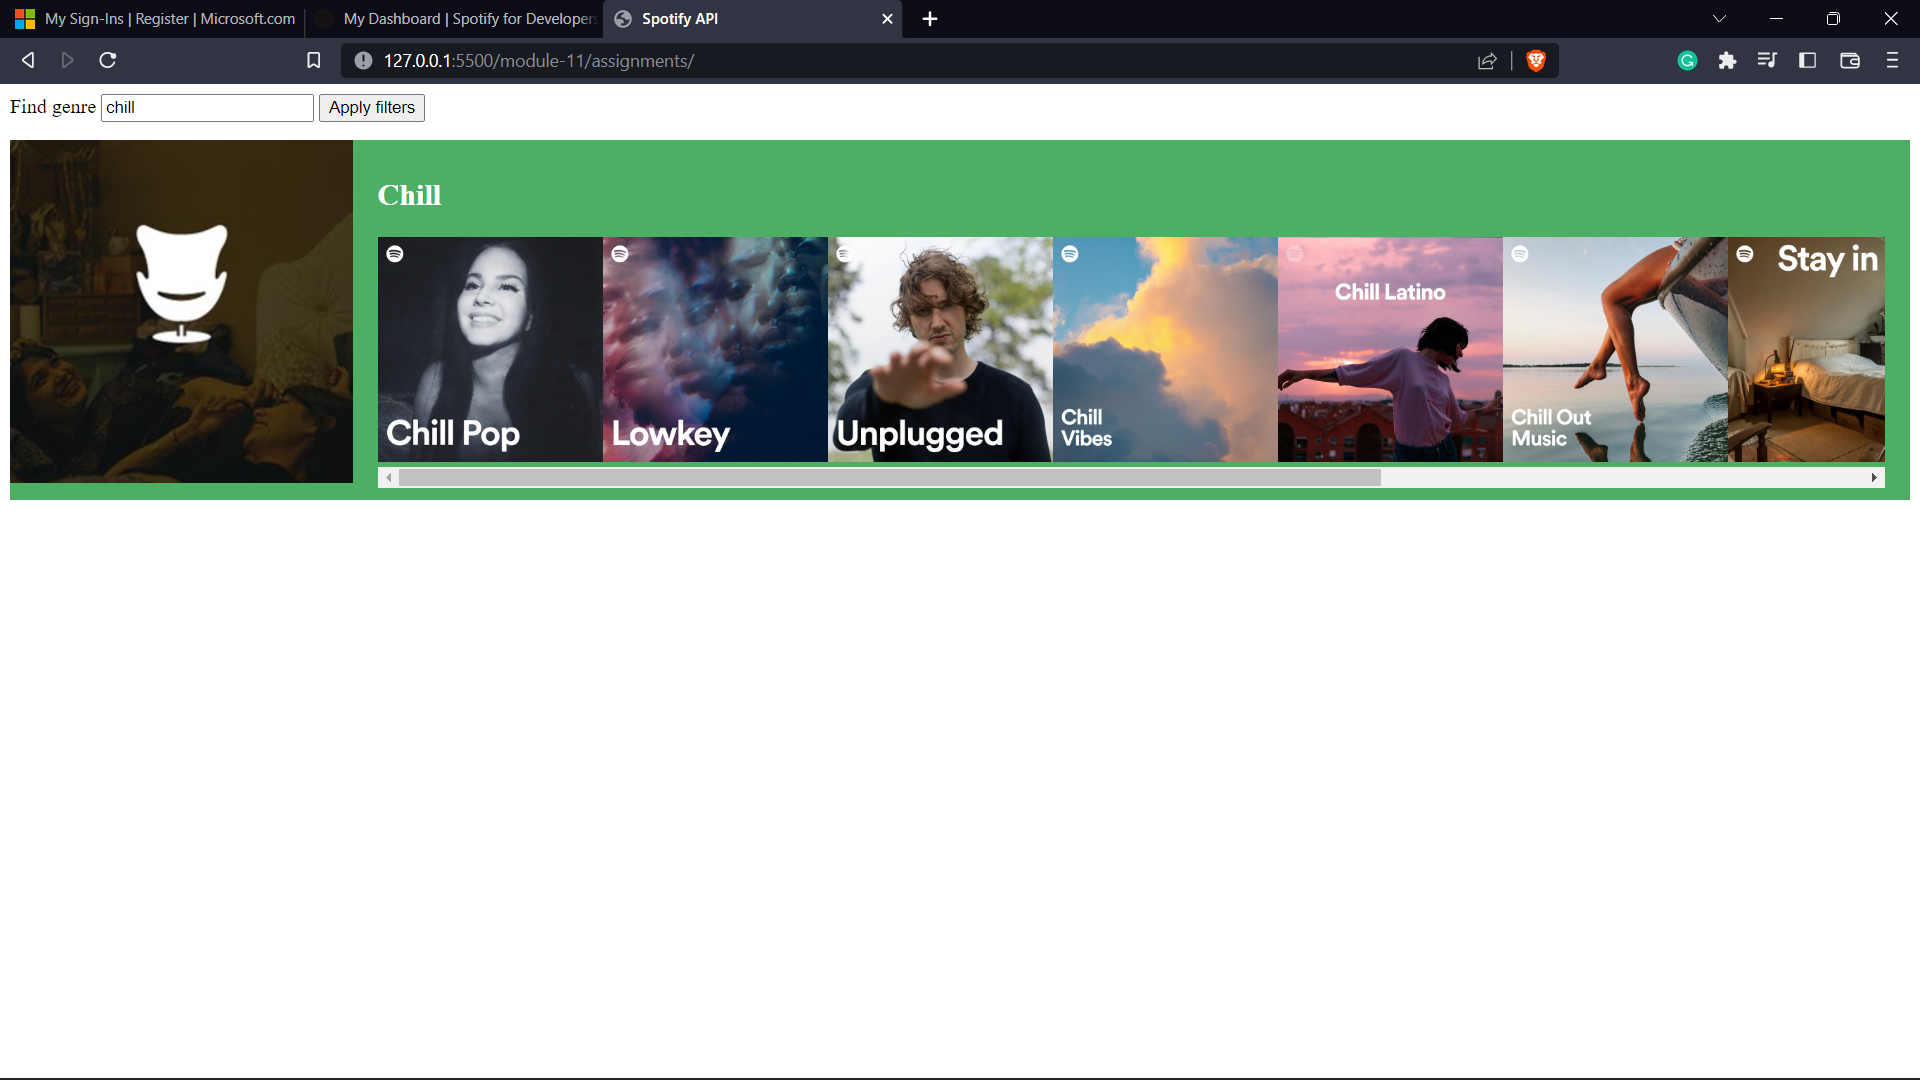 My Sign-Ins | Register | Microsoft.com
My Dashboard | Spotify for Developers
Spotify API
127.0.0.1:5500/module-11/assignments/
Find genre chill Apply filters
Chill
Chill Pop
Lowkey
Unplugged
Chill
Vibes
Chill Latino
Chill Out
Music
Stay in